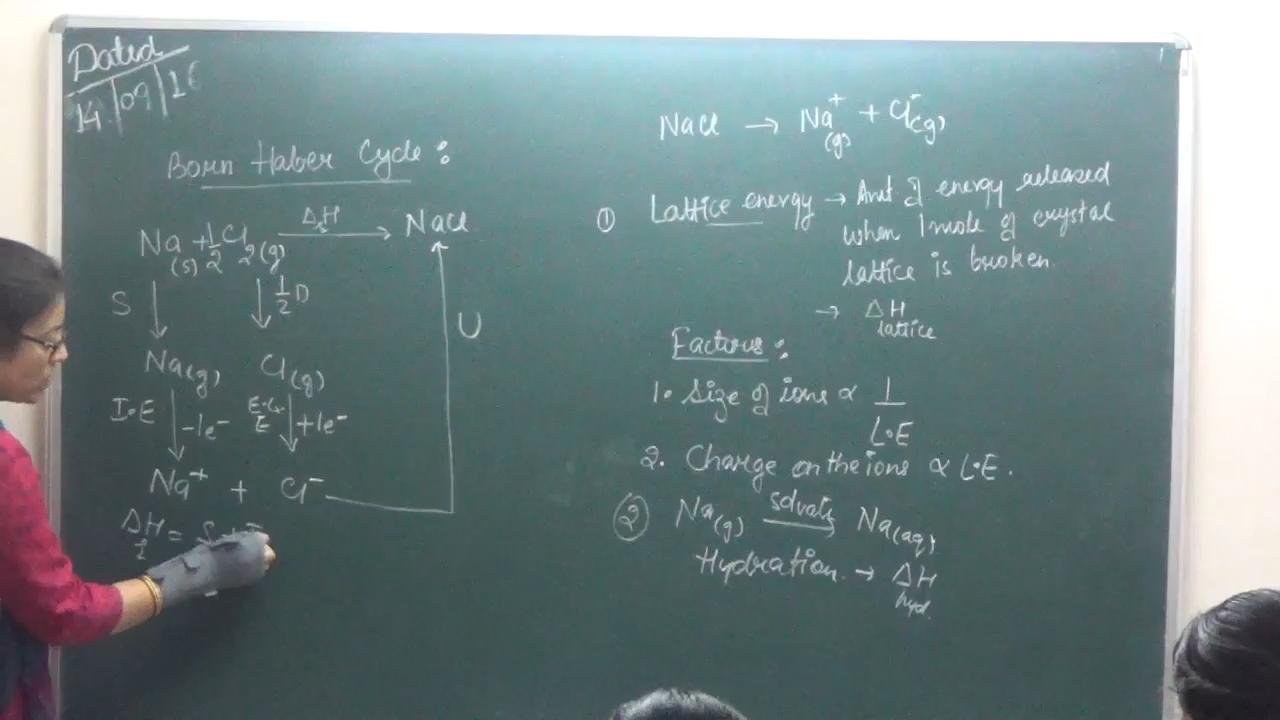 Dated
14/09/16
Born Haber Cycle:
Na(s) + 1/2 Cl2(g) ΔHf → NaCl
S ↓ ↓ 1/2 D
U
Na(g) Cl(g)
I.E ↓ -1e⁻ E.G.E ↓ +1e⁻
Na⁺ + Cl⁻
ΔHf = S +
NaCl → Na⁺(g) + Cl⁻(g)
① Lattice energy → Amt of energy released
when 1 mole of crystal
lattice is broken.
→ ΔH lattice
Factors:
1. Size of ions ∝ 1/L.E
2. Charge on the ions ∝ L.E.
② Na(g) → Na(aq)
Hydration. → ΔH hyd.